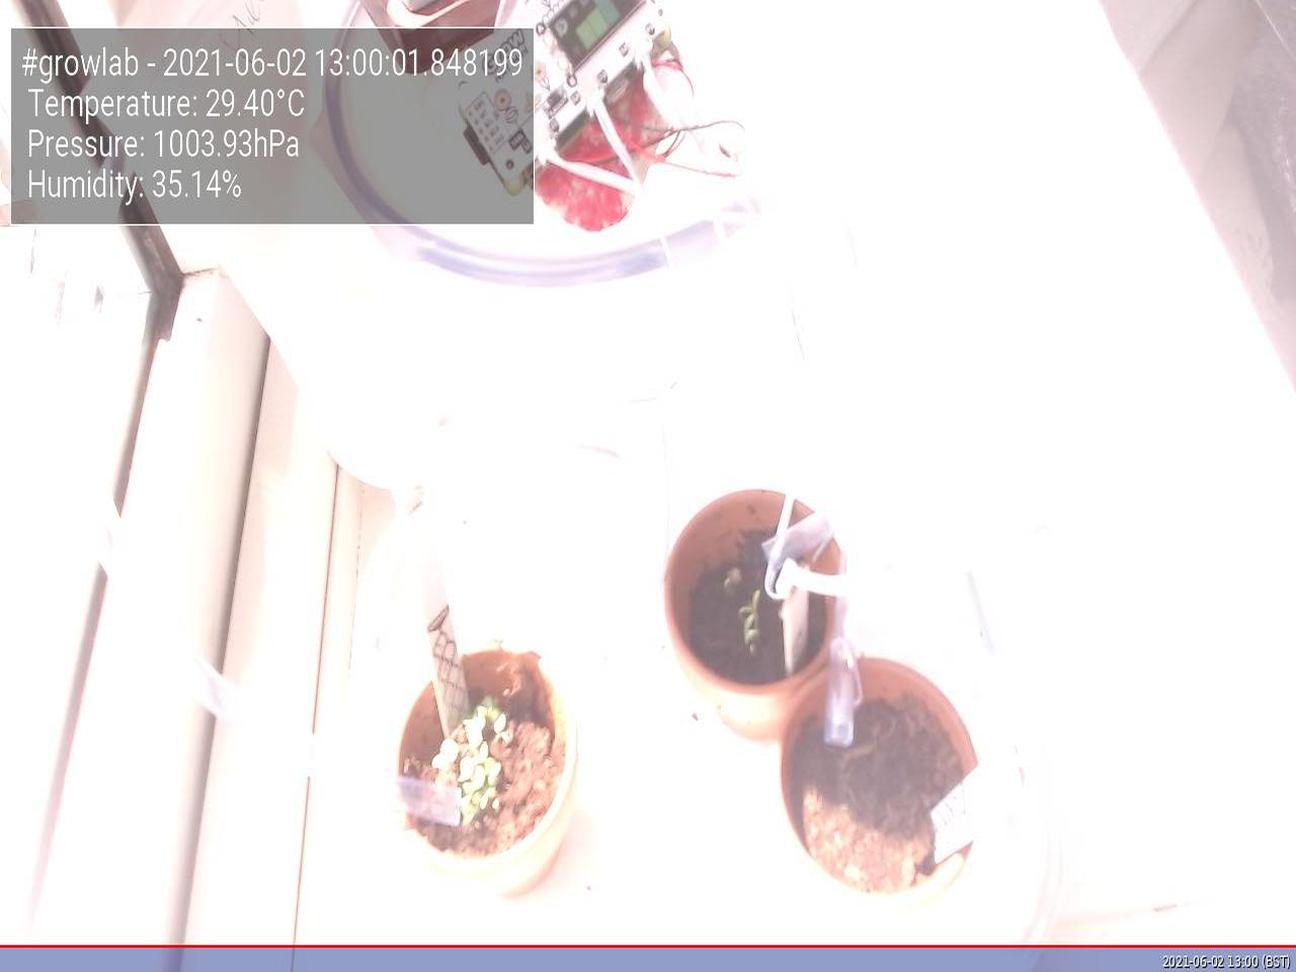 #growlab - 2021-06-02 13:00:01.848199
Temperature: 29.40°C
Pressure: 1003.93hPa
Humidity: 35.14%
2021-06-02 13:00 (BST)